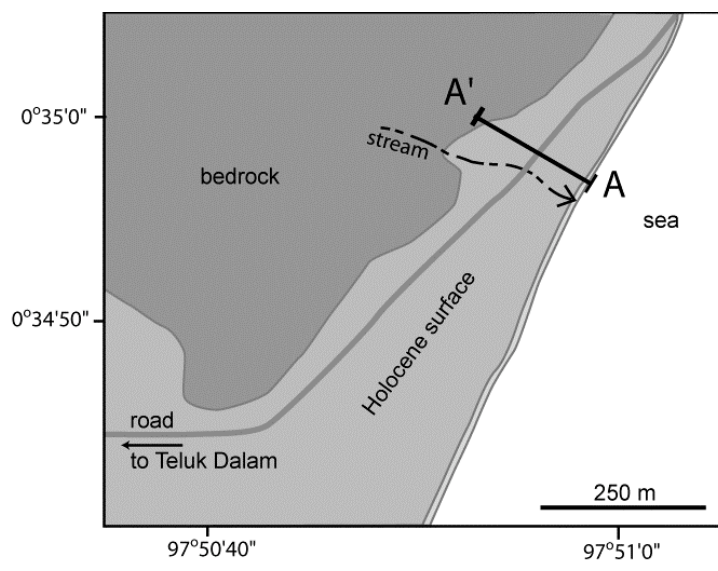 0°35'0"
A'
stream
bedrock
A
sea
0°34'50"
Holocene surface
road
to Teluk Dalam
250 m
97°50'40"
97°51'0"